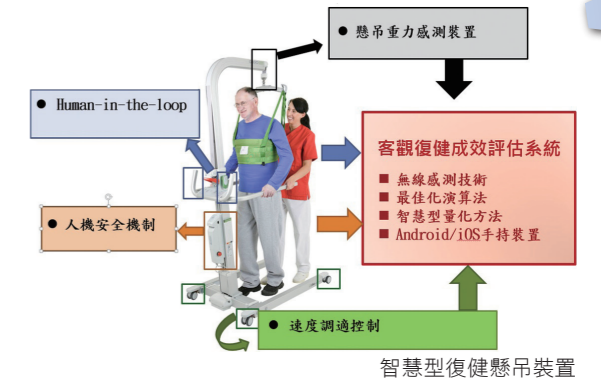 ● 懸吊重力感測裝置
● Human-in-the-loop
客觀復健成效評估系統
■ 無線感測技術
■ 最佳化演算法
■ 智慧型量化方法
■ Android/iOS手持裝置
● 人機安全機制
● 速度調適控制
智慧型復健懸吊裝置